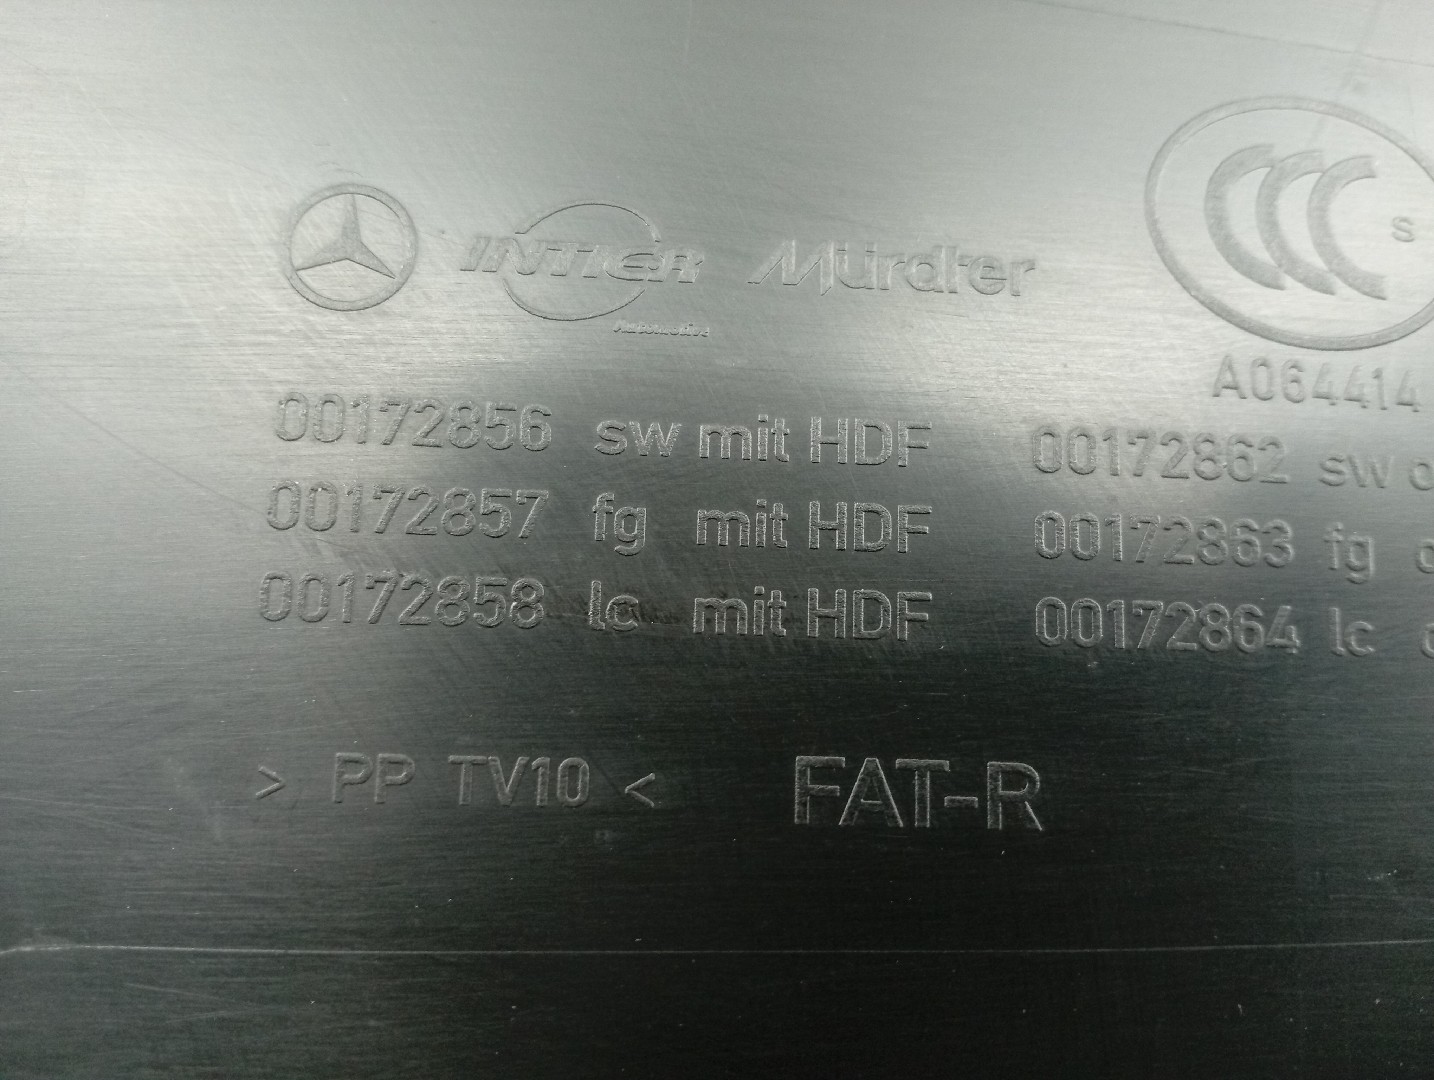 INTIER Mürdter
Automotive
CCC S
A064414
00172856 sw mit HDF 00172862 sw
00172857 fg mit HDF 00172863 fg
00172858 lc mit HDF 00172864 lc
> PP TV10 < FAT-R